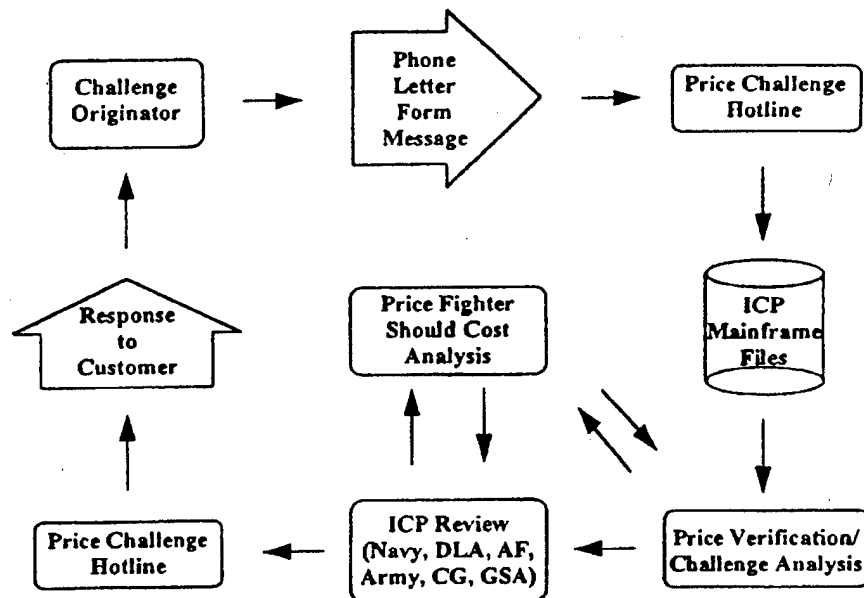 Challenge
Originator
Phone
Letter
Form
Message
Price Challenge
Hotline
ICP
Mainframe
Files
Price Verification/
Challenge Analysis
Price Fighter
Should Cost
Analysis
ICP Review
(Navy, DLA, AF,
Army, CG, GSA)
Price Challenge
Hotline
Response
to
Customer